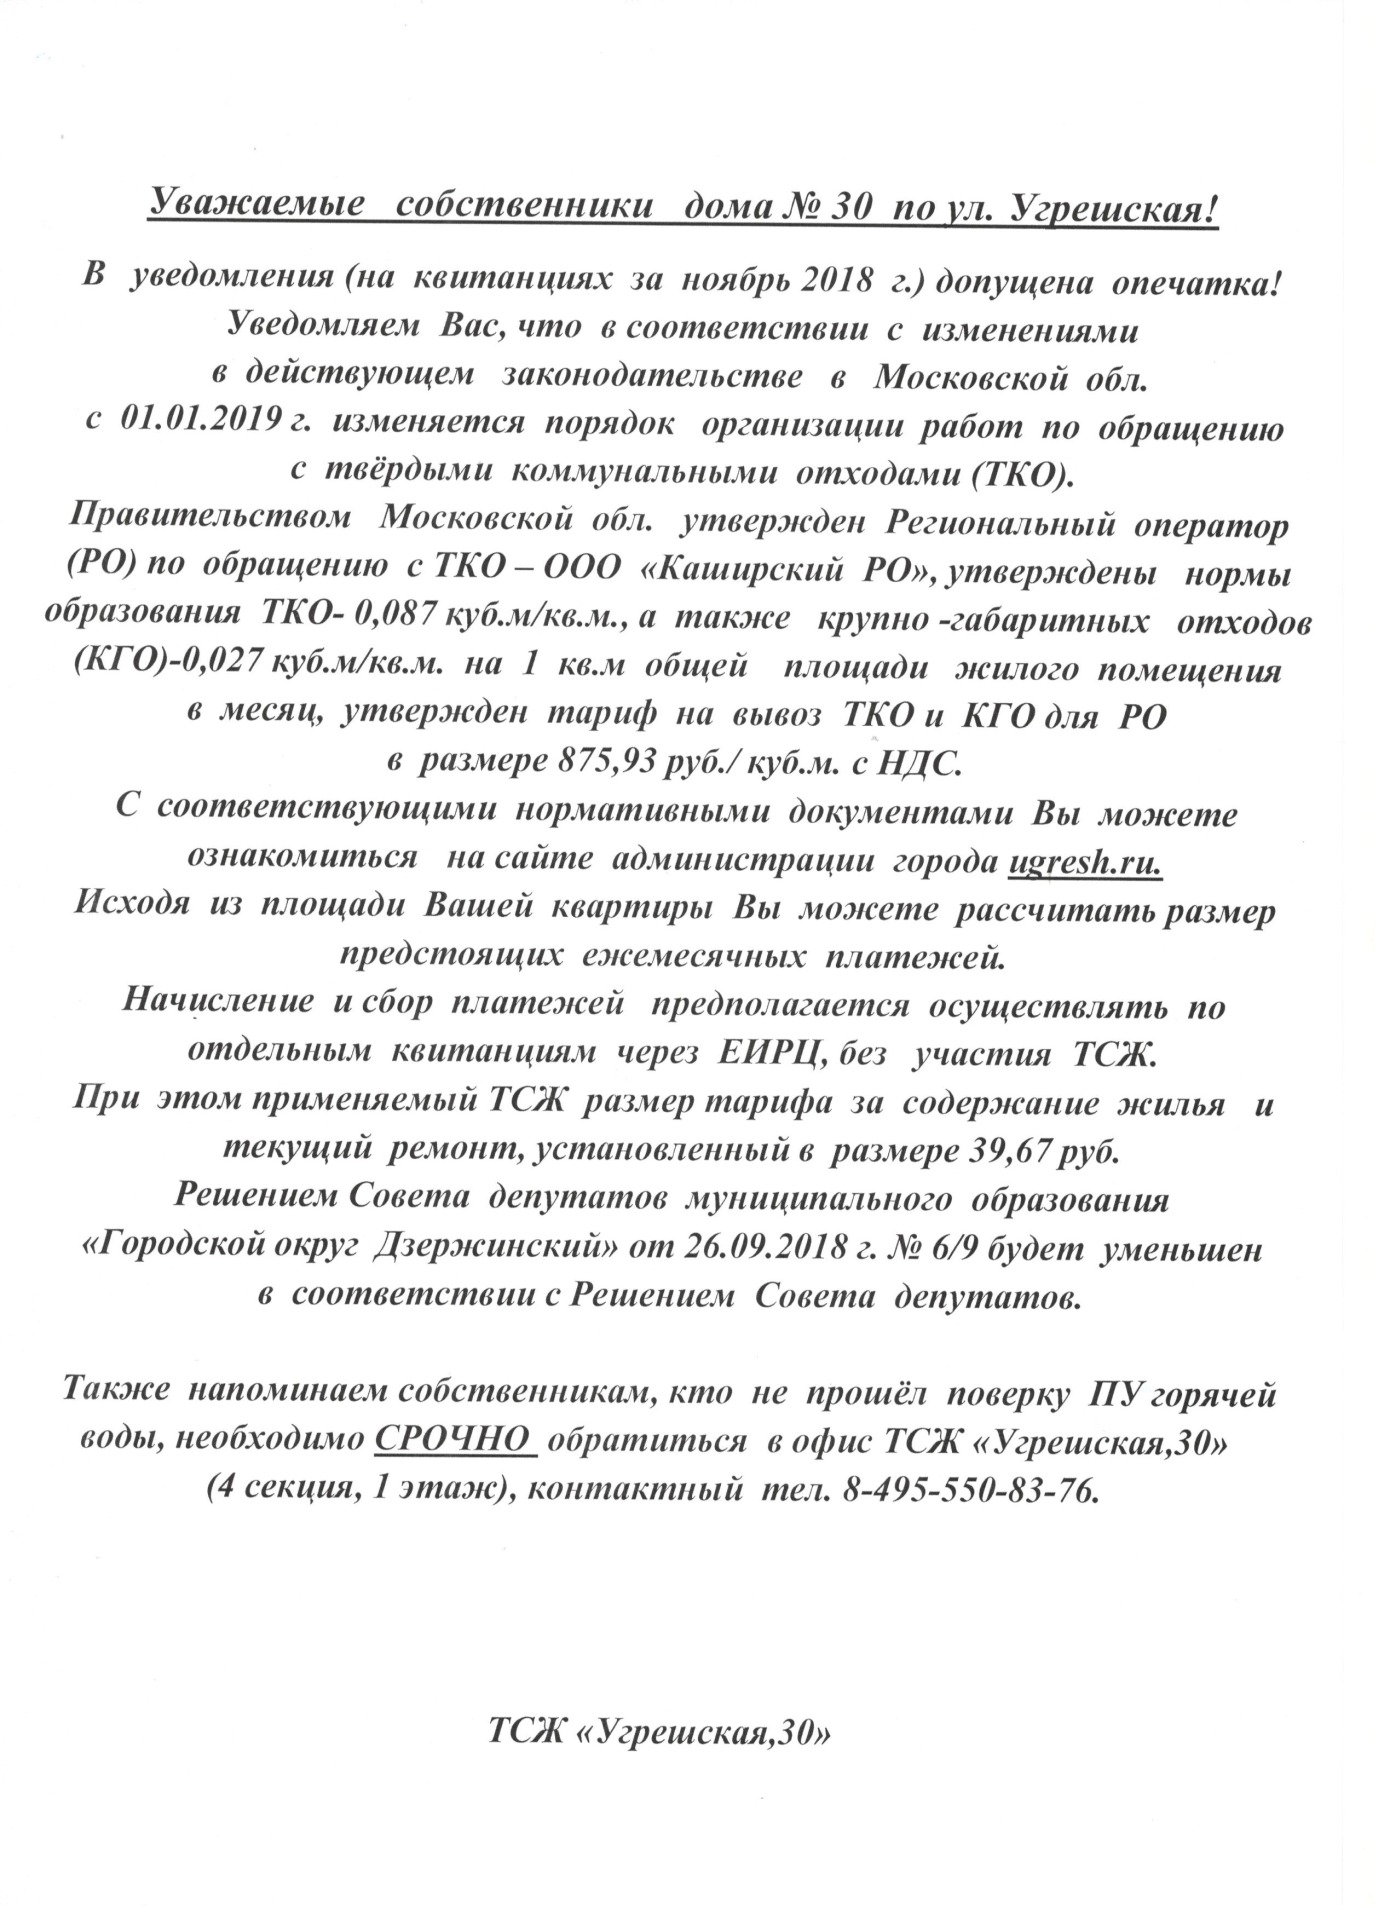 Уважаемые собственники дома № 30 по ул. Угрешская!
В уведомления (на квитанциях за ноябрь 2018 г.) допущена опечатка!
Уведомляем Вас, что в соответствии с изменениями
в действующем законодательстве в Московской обл.
с 01.01.2019 г. изменяется порядок организации работ по обращению
с твёрдыми коммунальными отходами (ТКО).
Правительством Московской обл. утвержден Региональный оператор
(РО) по обращению с ТКО – ООО «Каширский РО», утверждены нормы
образования ТКО- 0,087 куб.м/кв.м., а также крупно -габаритных отходов
(КГО)-0,027 куб.м/кв.м. на 1 кв.м общей площади жилого помещения
в месяц, утвержден тариф на вывоз ТКО и КГО для РО
в размере 875,93 руб./ куб.м. с НДС.
С соответствующими нормативными документами Вы можете
ознакомиться на сайте администрации города ugresh.ru.
Исходя из площади Вашей квартиры Вы можете рассчитать размер
предстоящих ежемесячных платежей.
Начисление и сбор платежей предполагается осуществлять по
отдельным квитанциям через ЕИРЦ, без участия ТСЖ.
При этом применяемый ТСЖ размер тарифа за содержание жилья и
текущий ремонт, установленный в размере 39,67 руб.
Решением Совета депутатов муниципального образования
«Городской округ Дзержинский» от 26.09.2018 г. № 6/9 будет уменьшен
в соответствии с Решением Совета депутатов.
Также напоминаем собственникам, кто не прошёл поверку ПУ горячей
воды, необходимо СРОЧНО обратиться в офис ТСЖ «Угрешская,30»
(4 секция, 1 этаж), контактный тел. 8-495-550-83-76.
ТСЖ «Угрешская,30»